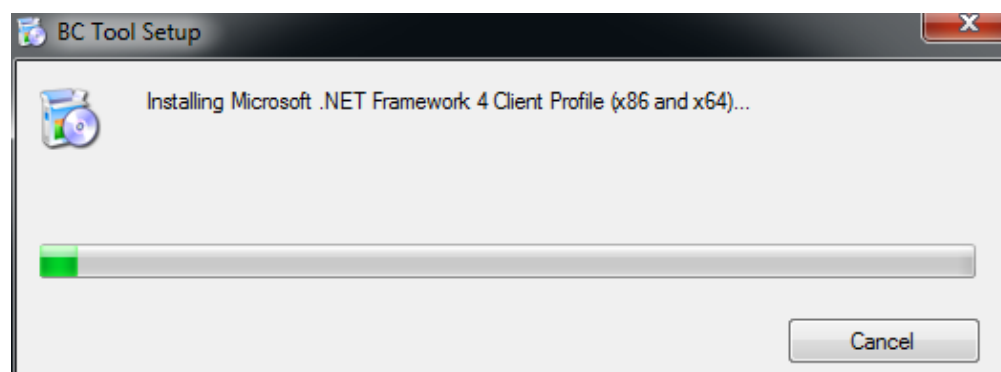 BC Tool Setup
Installing Microsoft .NET Framework 4 Client Profile (x86 and x64)...
Cancel